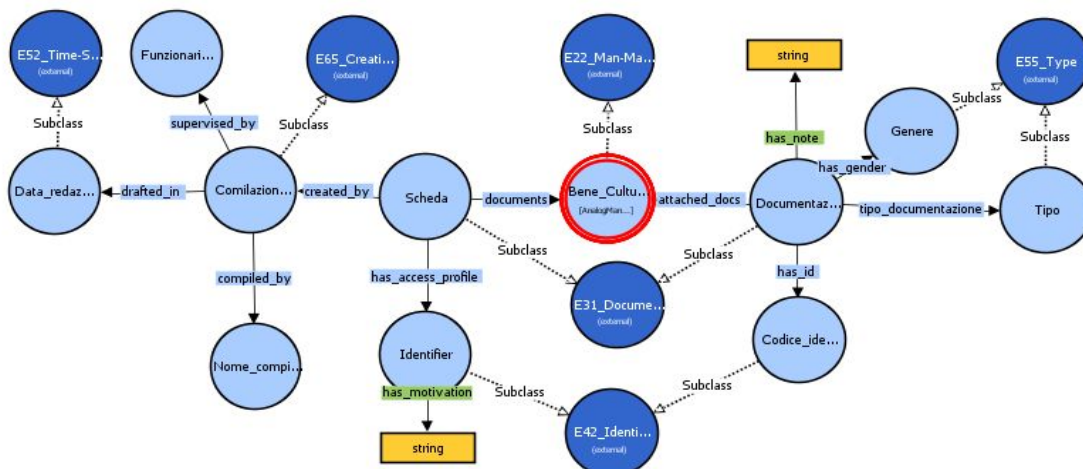 E52_Time-S...
(external)
Funzionari...
E65_Creati...
(external)
E22_Man-Ma...
(external)
string
E55_Type
(external)
Subclass
supervised_by
Subclass
Subclass
has_note
Genere
Subclass
Subclass
has_gender
Data_redaz...
drafted_in
Comilazion...
created_by
Scheda
documents
Bene_Cultu...
[AnalogMan....]
attached_docs
Documentaz...
tipo_documentazione
Tipo
Subclass
Subclass
compiled_by
has_access_profile
has_id
E31_Docume...
(external)
Nome_compi...
Identifier
Codice_ide...
has_motivation
Subclass
Subclass
string
E42_Identi...
(external)